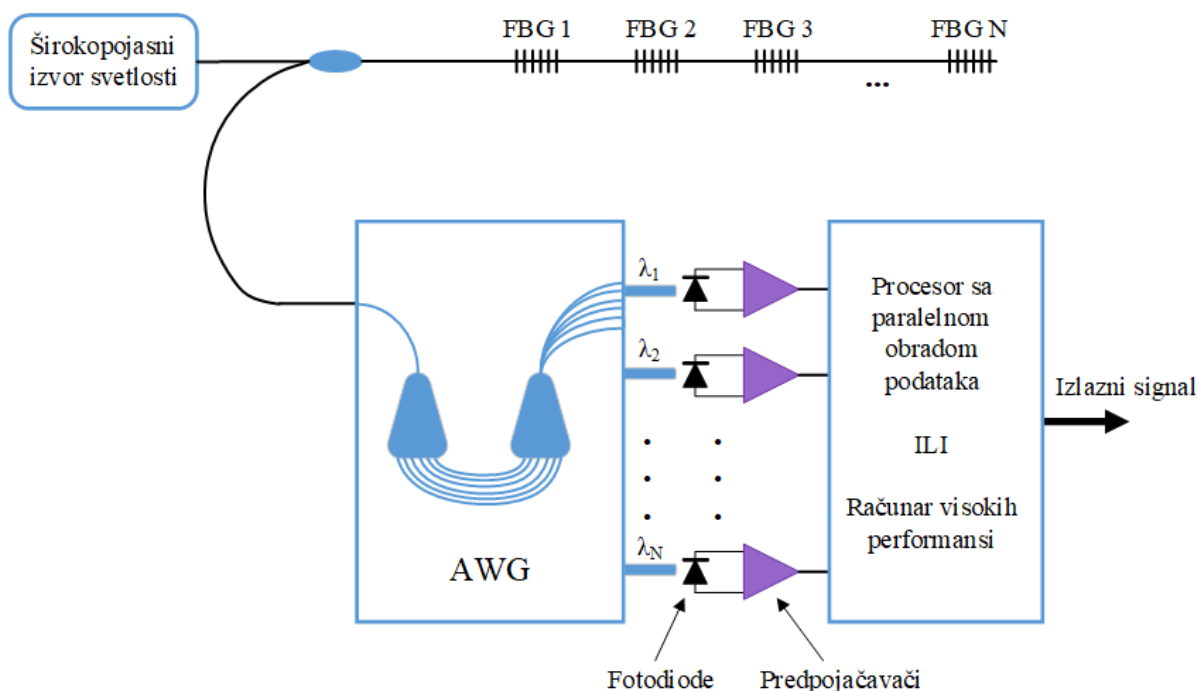 Širokopojasni
izvor svetlosti
FBG 1
FBG 2
FBG 3
FBG N
...
λ1
λ2
λN
AWG
Procesor sa
paralelnom
obradom
podataka
ILI
Računar visokih
performansi
Izlazni signal
Fotodiode
Predpojačavači